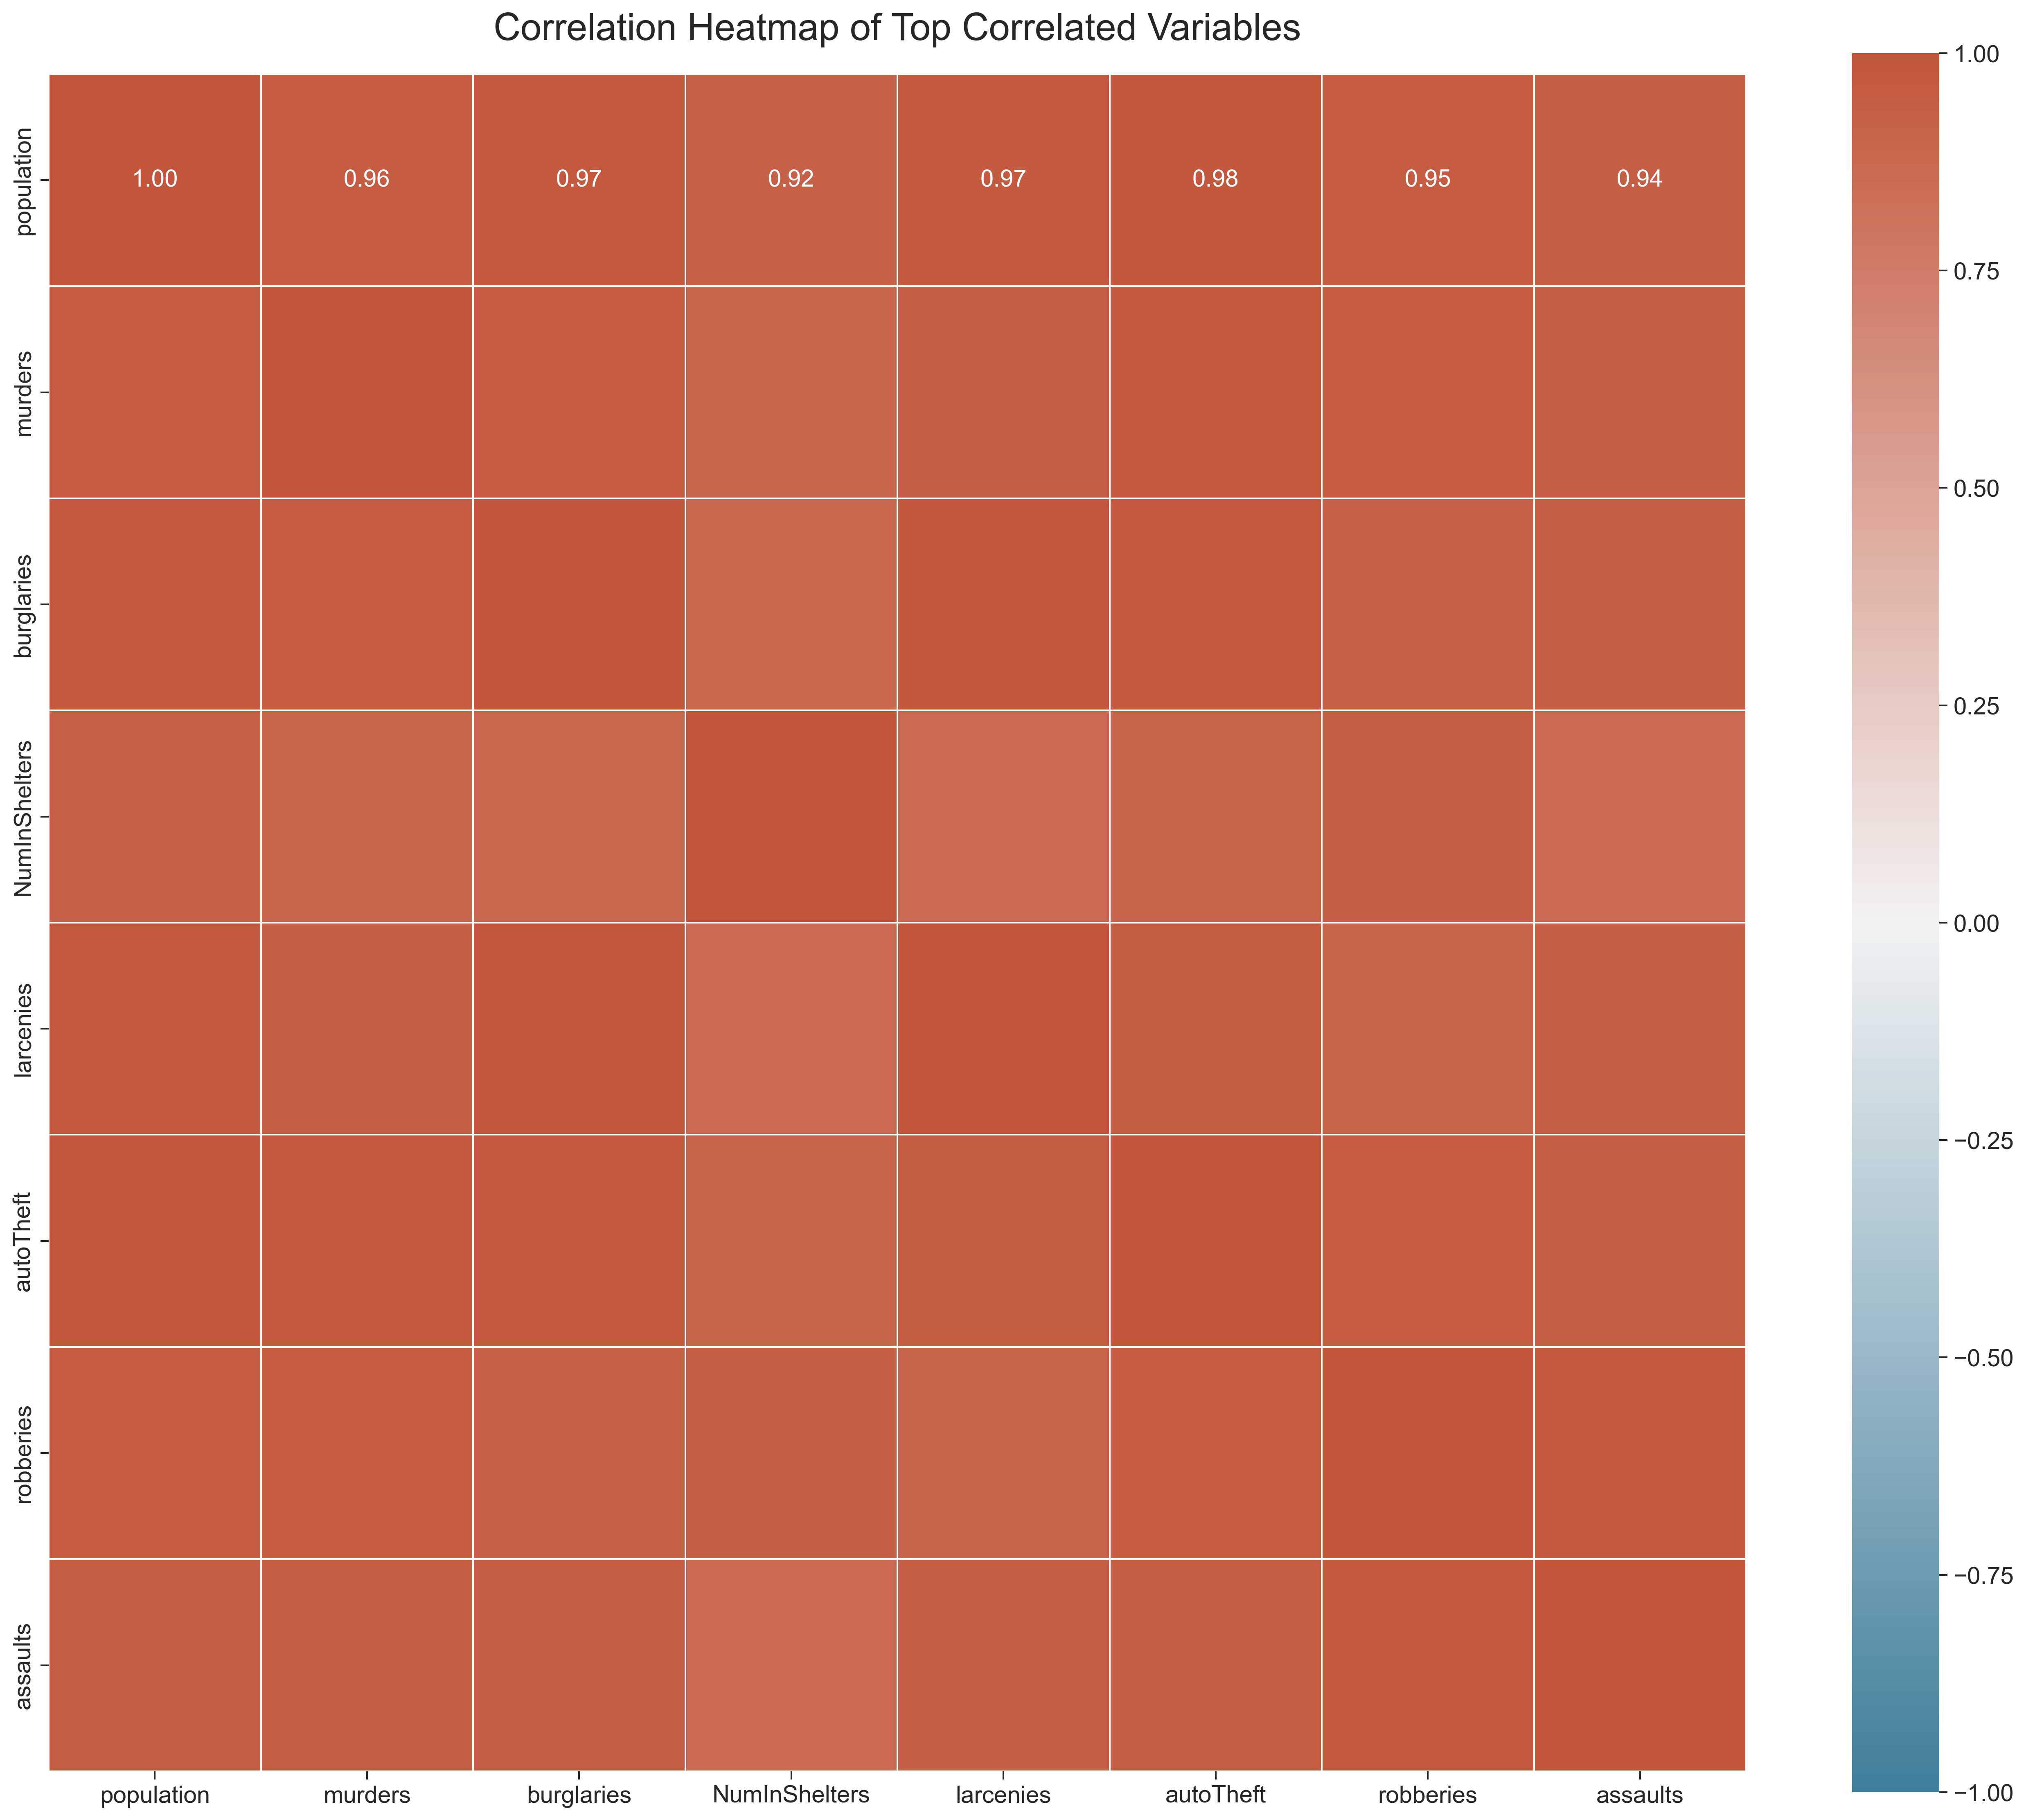 Correlation Heatmap of Top Correlated Variables
population
1.00 0.96 0.97 0.92 0.97 0.98 0.95 0.94
murders
burglaries
NumInShelters
larcenies
autoTheft
robberies
assaults
population murders burglaries NumInShelters larcenies autoTheft robberies assaults
1.00
0.75
0.50
0.25
0.00
−0.25
−0.50
−0.75
−1.00